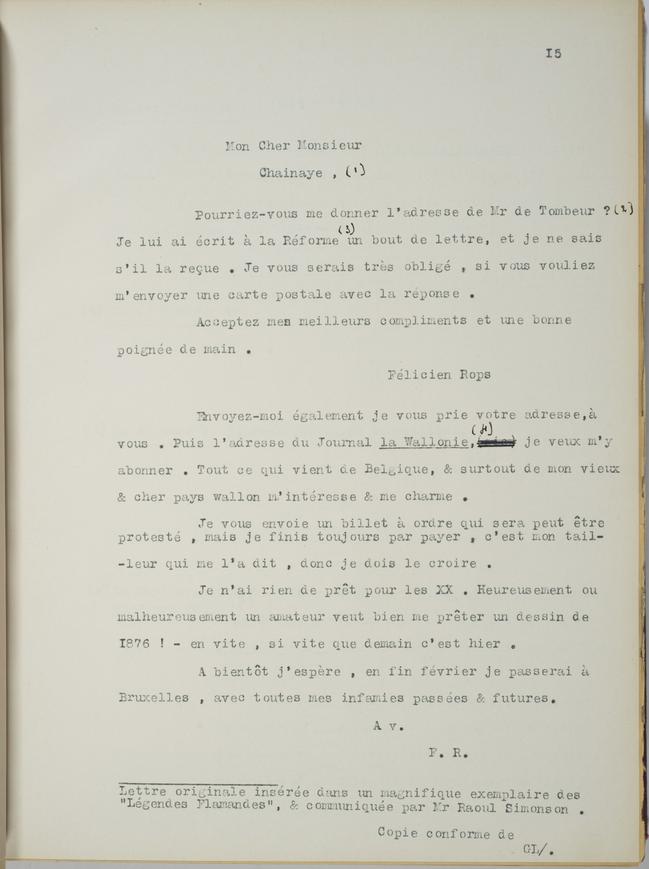 I5
Mon Cher Monsieur
Chainaye , (1)
Pourriez-vous me donner l'adresse de Mr de Tombeur ? (2)
(3)
Je lui ai écrit à la Réforme un bout de lettre, et je ne sais
s'il la reçue . Je vous serais très obligé , si vous vouliez
m'envoyer une carte postale avec la réponse .
Acceptez mes meilleurs compliments et une bonne
poignée de main .
Félicien Rops
Envoyez-moi également je vous prie votre adresse,à
(4)
vous . Puis l'adresse du Journal la Wallonie, je veux m'y
abonner . Tout ce qui vient de Belgique, & surtout de mon vieux
& cher pays wallon m'intéresse & me charme .
Je vous envoie un billet à ordre qui sera peut être
protesté , mais je finis toujours par payer , c'est mon tail-
-leur qui me l'a dit , donc je dois le croire .
Je n'ai rien de prêt pour les XX . Heureusement ou
malheureusement un amateur veut bien me prêter un dessin de
I876 ! - en vite , si vite que demain c'est hier .
A bientôt j'espère , en fin février je passerai à
Bruxelles , avec toutes mes infamies passées & futures.
A v.
F. R.
Lettre originale insérée dans un magnifique exemplaire des
"Légendes Flamandes", & communiquée par Mr Raoul Simonson .
Copie conforme de
GL/.